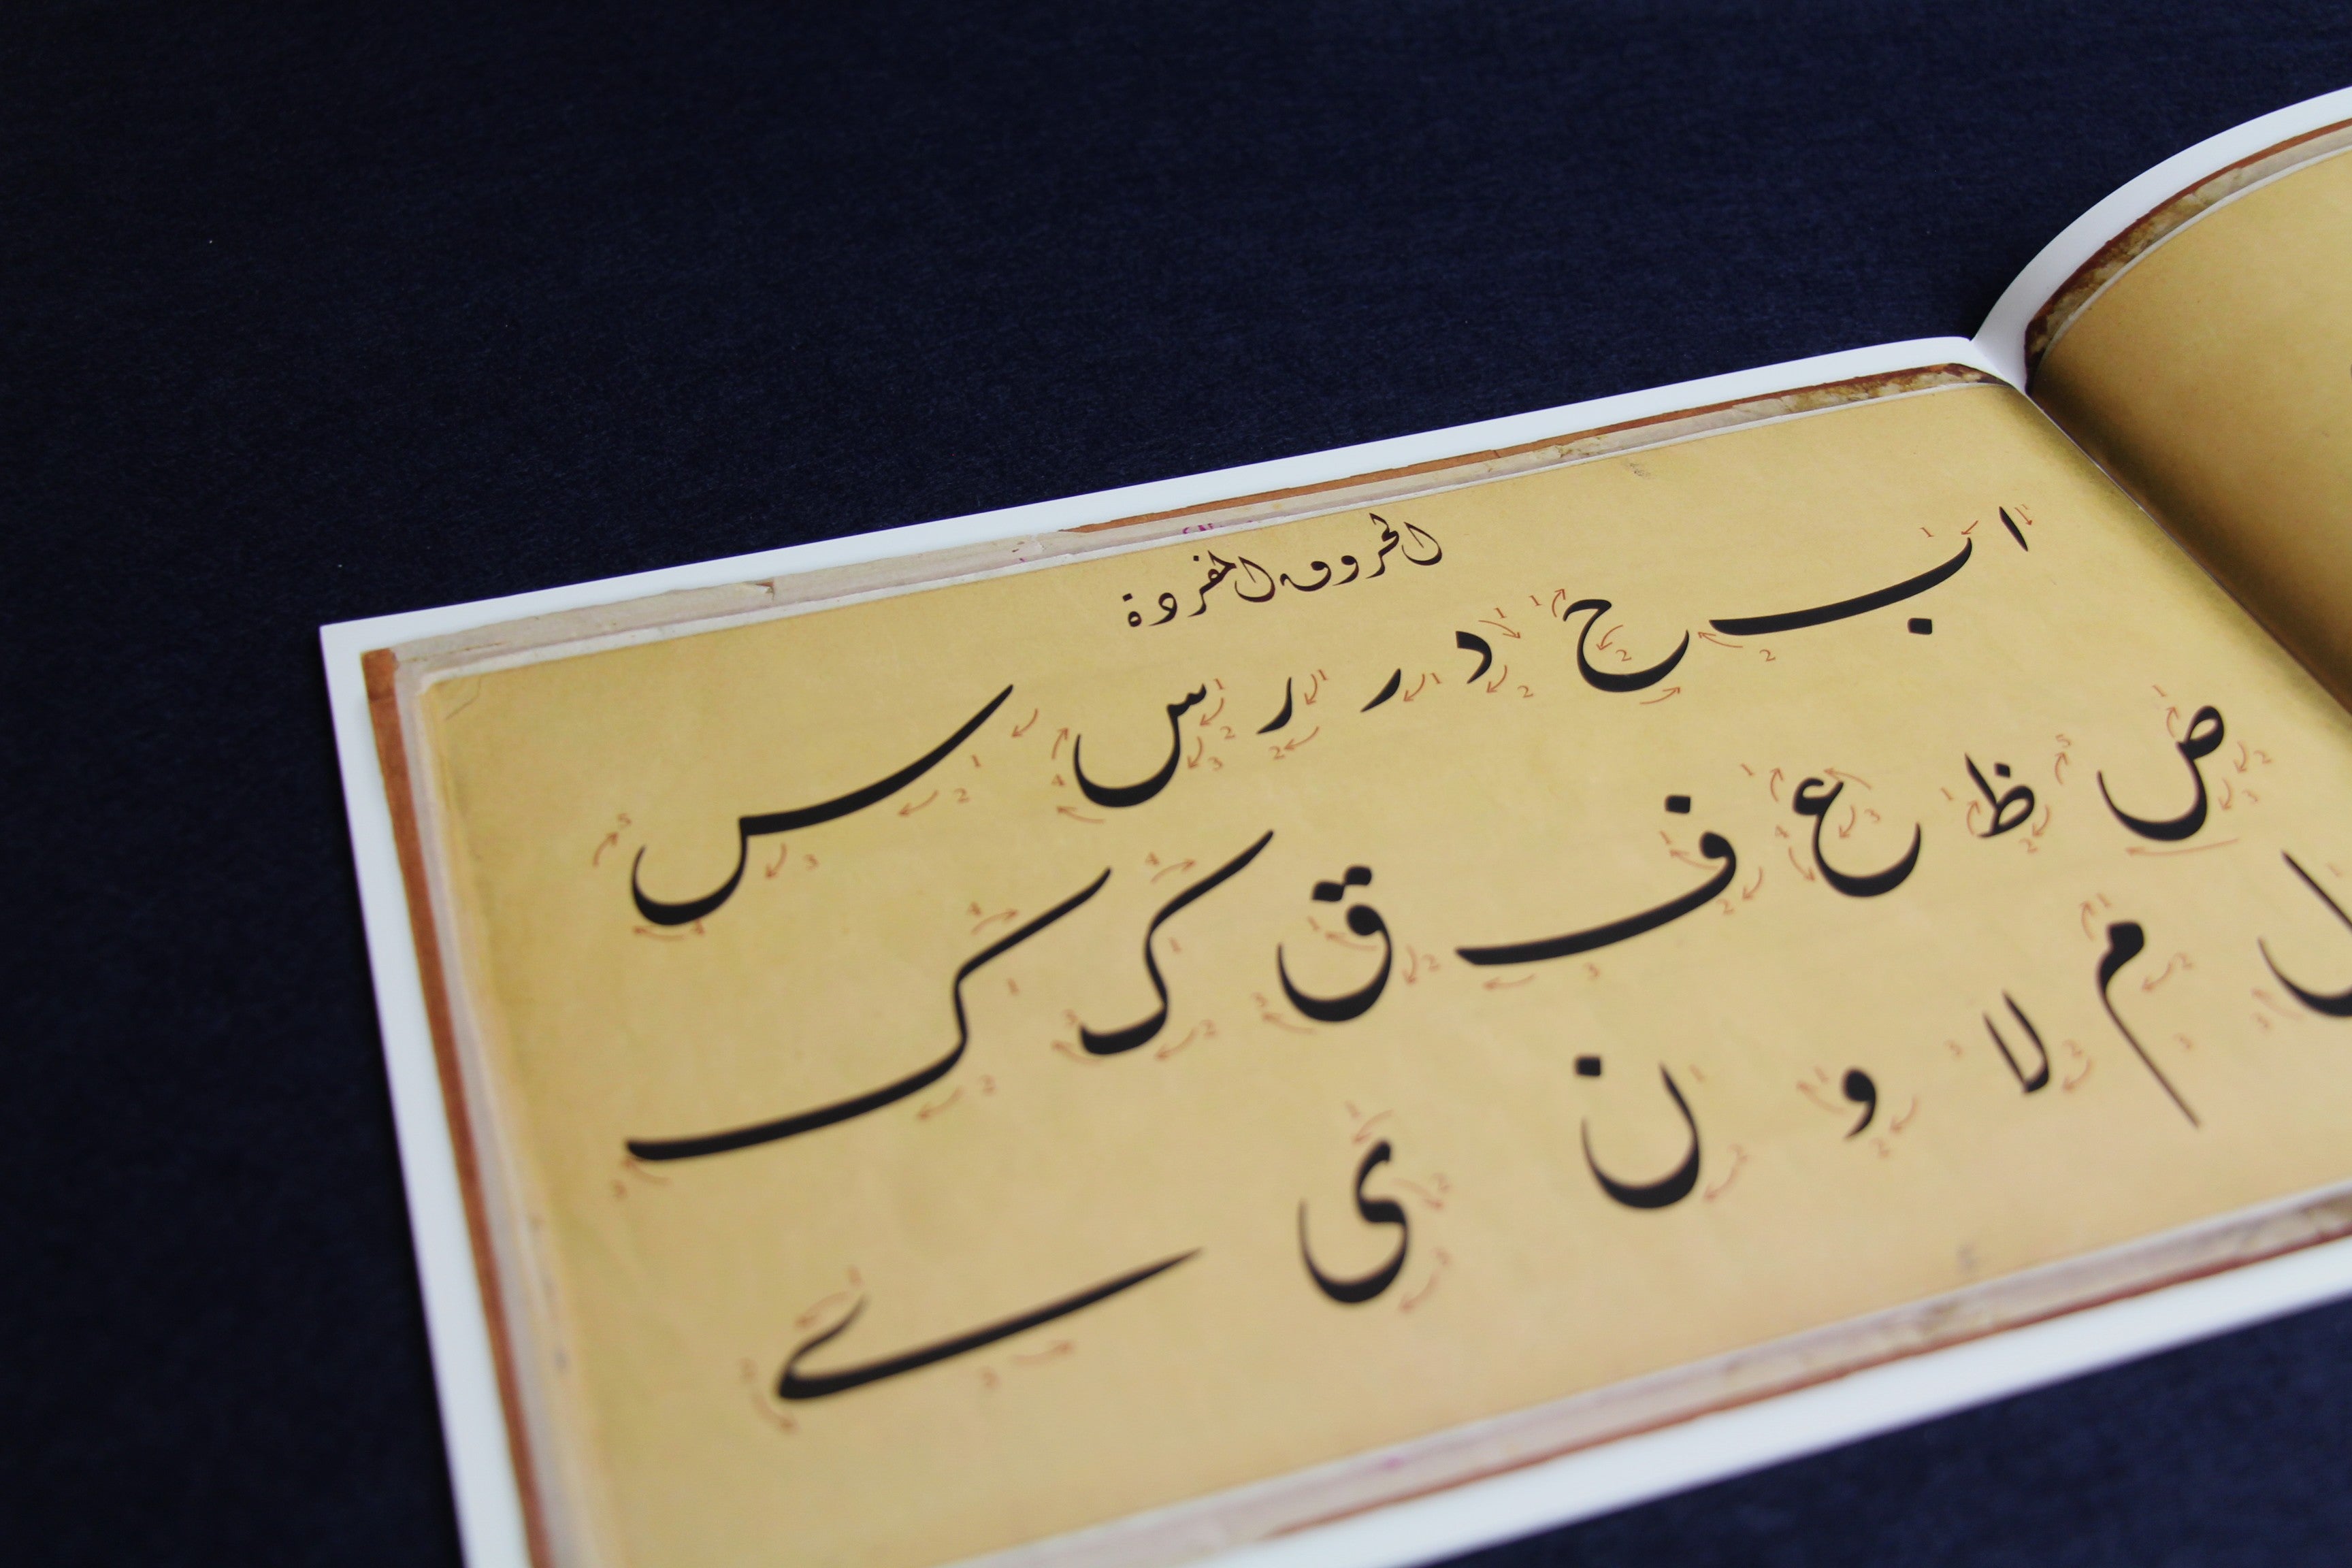 الحروف المفردة
ا ب ح د ر ر س س
ص ظ ع ف ق ک ک
ل م لا و ن ى ے